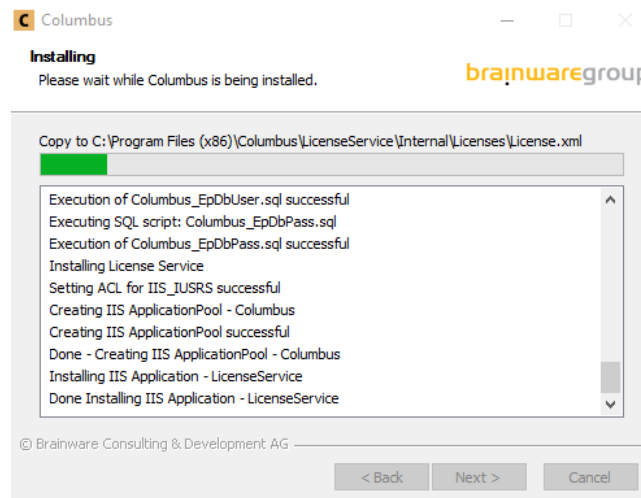 C Columbus
Installing
Please wait while Columbus is being installed.
brainwaregroup
Copy to C:\Program Files (x86)\Columbus\LicenseService\Internal\Licenses\License.xml
Execution of Columbus_EpDbUser.sql successful
Executing SQL script: Columbus_EpDbPass.sql
Execution of Columbus_EpDbPass.sql successful
Installing License Service
Setting ACL for IIS_IUSRS successful
Creating IIS ApplicationPool - Columbus
Creating IIS ApplicationPool successful
Done - Creating IIS ApplicationPool - Columbus
Installing IIS Application - LicenseService
Done Installing IIS Application - LicenseService
© Brainware Consulting & Development AG
< Back Next > Cancel